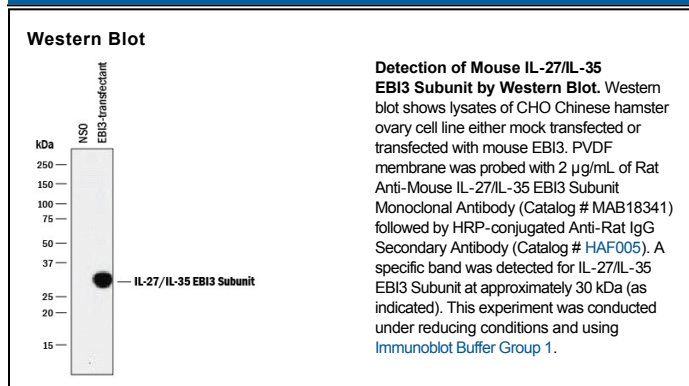 Western Blot
kDa
NS0
EBI3-transfectant
250
150
100
75
50
37
25
20
15
IL-27/IL-35 EBI3 Subunit
Detection of Mouse IL-27/IL-35
EBI3 Subunit by Western Blot. Western
blot shows lysates of CHO Chinese hamster
ovary cell line either mock transfected or
transfected with mouse EBI3. PVDF
membrane was probed with 2 µg/mL of Rat
Anti-Mouse IL-27/IL-35 EBI3 Subunit
Monoclonal Antibody (Catalog # MAB18341)
followed by HRP-conjugated Anti-Rat IgG
Secondary Antibody (Catalog # HAF005). A
specific band was detected for IL-27/IL-35
EBI3 Subunit at approximately 30 kDa (as
indicated). This experiment was conducted
under reducing conditions and using
Immunoblot Buffer Group 1.